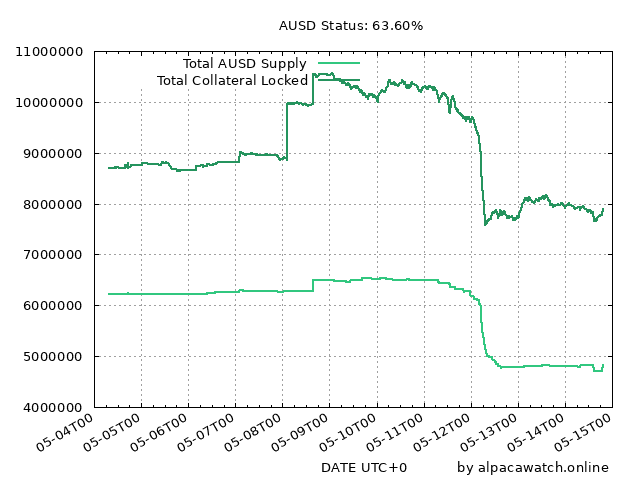 AUSD Status: 63.60%
11000000
10000000
9000000
8000000
7000000
6000000
5000000
4000000
Total AUSD Supply
Total Collateral Locked
05-04T00
05-05T00
05-06T00
05-07T00
05-08T00
05-09T00
05-10T00
05-11T00
05-12T00
05-13T00
05-14T00
05-15T00
DATE UTC+0
by alpacawatch.online